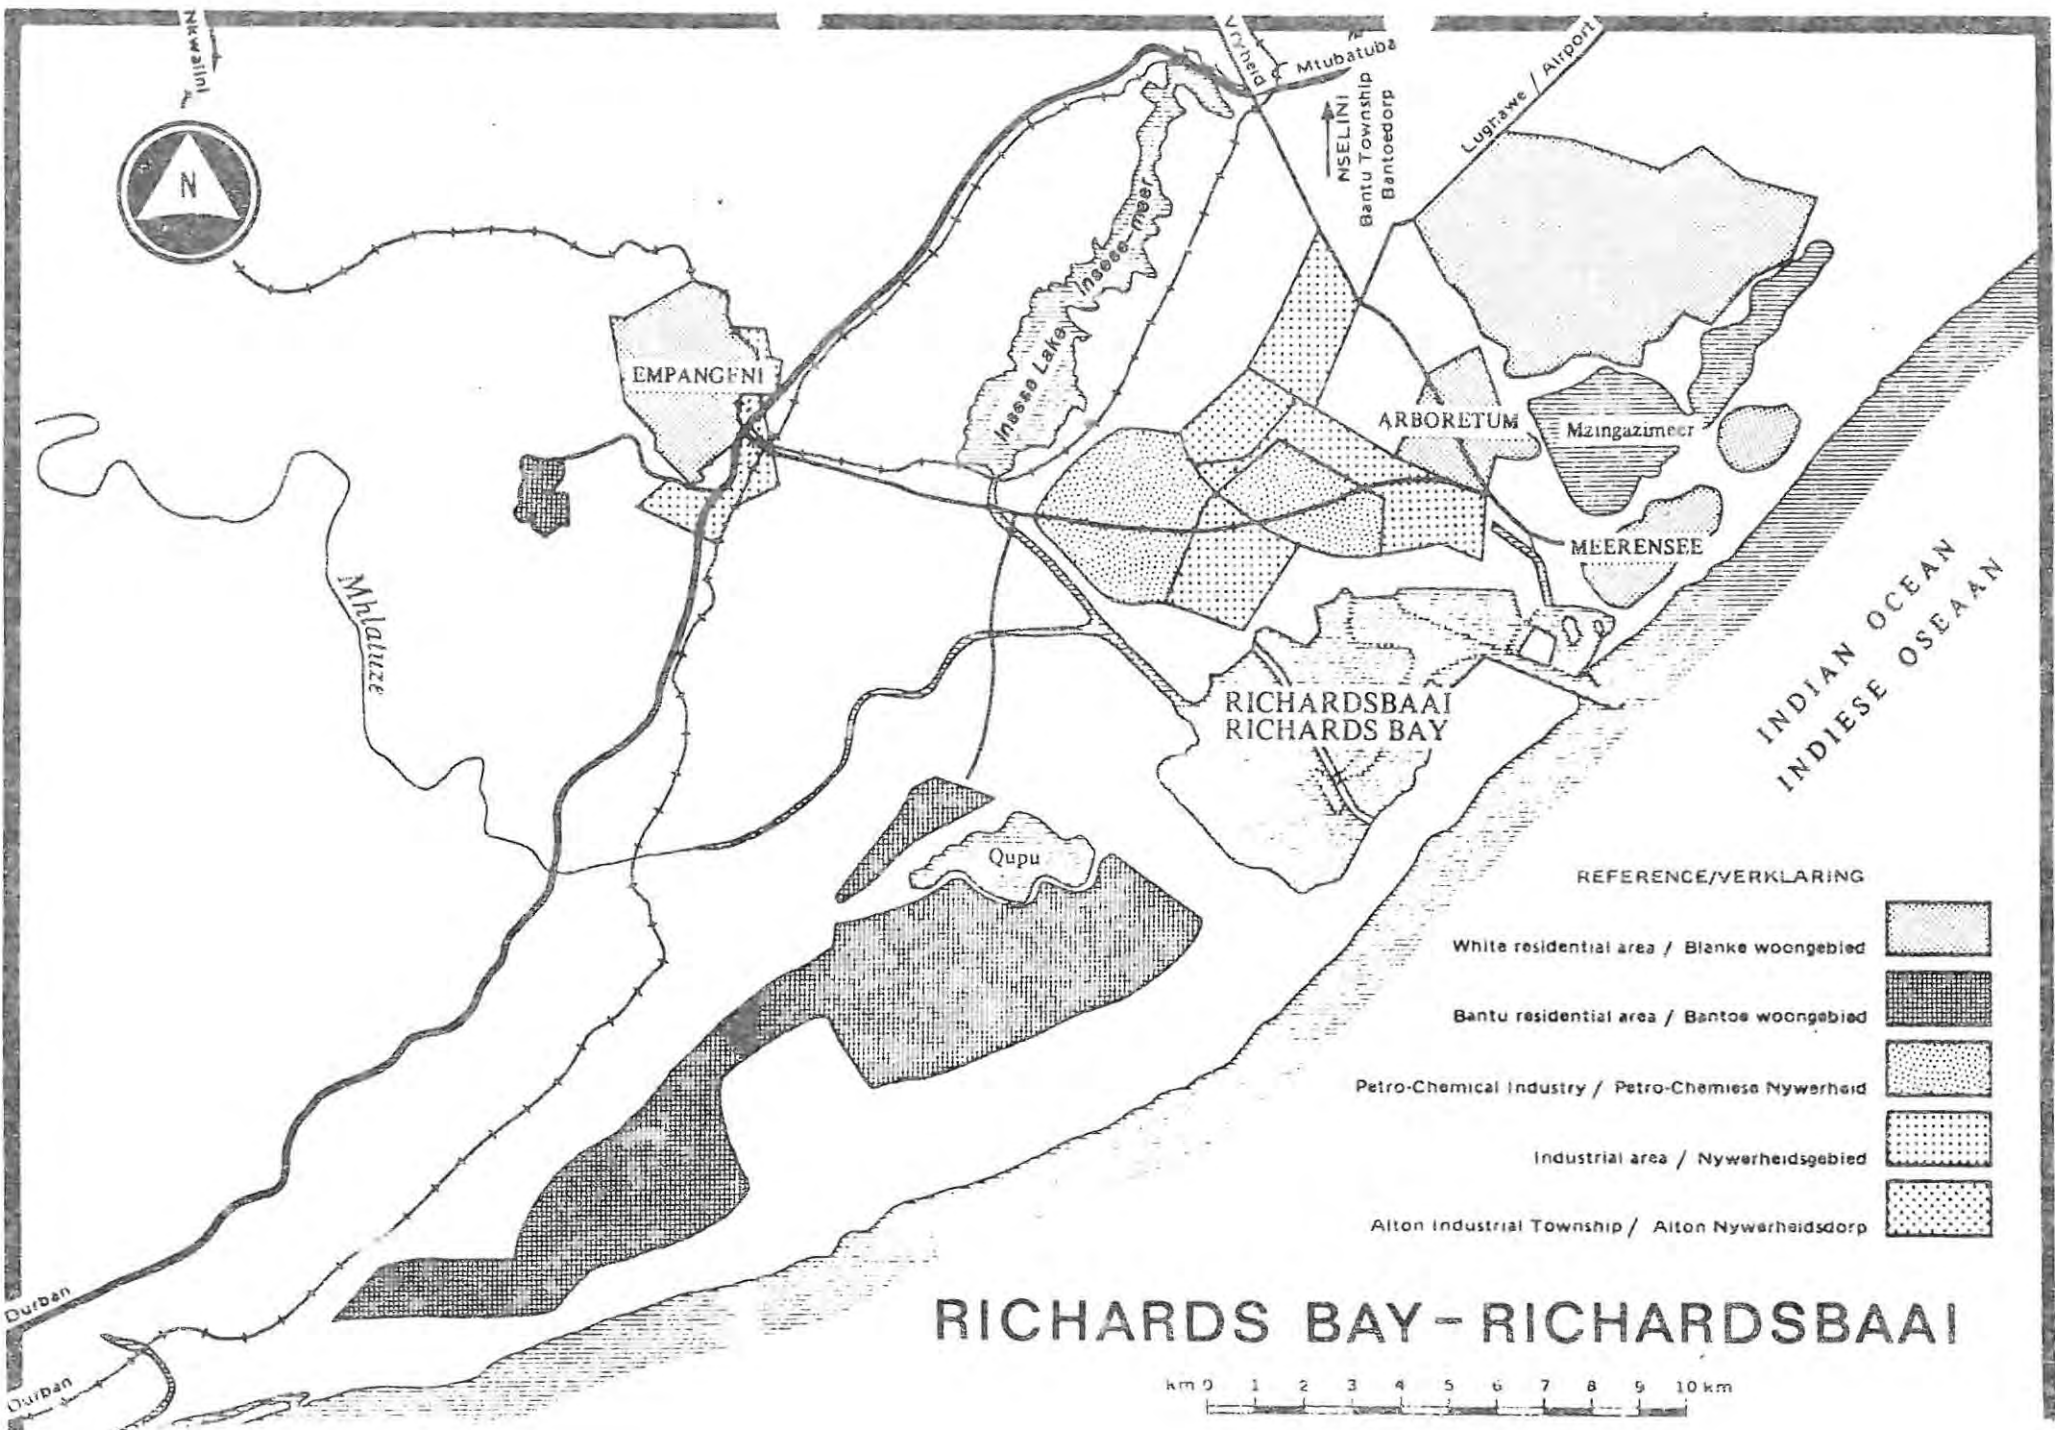 Nkwalini
N
Vryheid
Mtubatuba
NSELINI
Bantu Township
Bantoedorp
Lughawe / Airport
Insese Lake Insese-meer
EMPANGENI
ARBORETUM
Mzingazimeer
MEERENSEE
Mhlatuze
RICHARDSBAAI
RICHARDS BAY
INDIAN OCEAN
INDIESE OSEAAN
Qupu
REFERENCE/VERKLARING
White residential area / Blanke woongebied
Bantu residential area / Bantoe woongebied
Petro-Chemical Industry / Petro-Chemiese Nywerheid
Industrial area / Nywerheidsgebied
Alton Industrial Township / Alton Nywerheidsdorp
Durban
Durban
RICHARDS BAY – RICHARDSBAAI
km 0 1 2 3 4 5 6 7 8 9 10 km